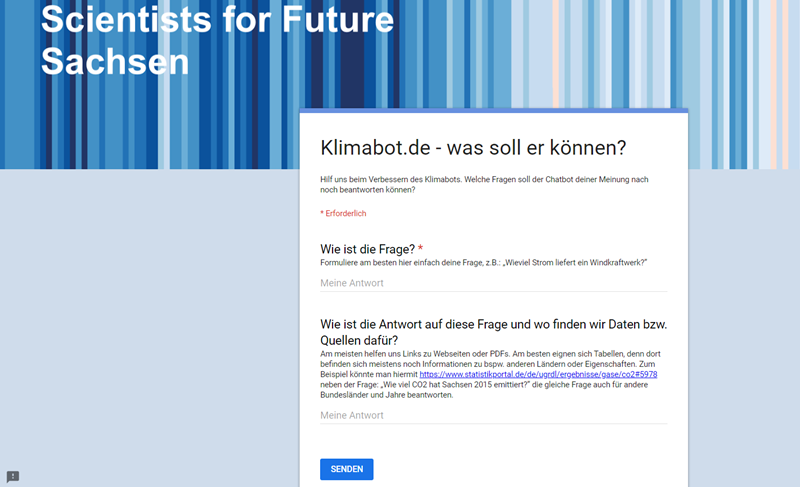 Scientists for Future
Sachsen
Klimabot.de - was soll er können?
Hilf uns beim Verbessern des Klimabots. Welche Fragen soll der Chatbot deiner Meinung nach
noch beantworten können?
* Erforderlich
Wie ist die Frage? *
Formuliere am besten hier einfach deine Frage, z.B.: „Wieviel Strom liefert ein Windkraftwerk?“
Meine Antwort
Wie ist die Antwort auf diese Frage und wo finden wir Daten bzw.
Quellen dafür?
Am meisten helfen uns Links zu Webseiten oder PDFs. Am besten eignen sich Tabellen, denn dort
befinden sich meistens noch Informationen zu bspw. anderen Ländern oder Eigenschaften. Zum
Beispiel könnte man hiermit https://www.statistikportal.de/de/ugrdl/ergebnisse/gase/co2#5978
neben der Frage: „Wie viel CO2 hat Sachsen 2015 emittiert?“ die gleiche Frage auch für andere
Bundesländer und Jahre beantworten.
Meine Antwort
SENDEN